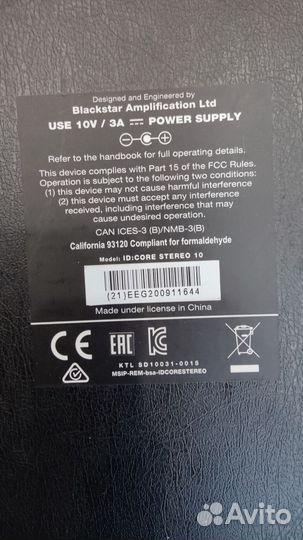 Designed and Engineered by
Blackstar Amplification Ltd
USE 10V / 3A ⎓ POWER SUPPLY
Refer to the handbook for full operating details.
This device complies with Part 15 of the FCC Rules.
Operation is subject to the following two conditions:
(1) this device may not cause harmful interference
(2) this device must accept any interference
received, including interference that may
cause undesired operation.
CAN ICES-3 (B)/NMB-3(B)
California 93120 Compliant for formaldehyde
Model: ID:CORE STEREO 10
(21)EEG200911644
Made under license in China
CE EAC
KTL SD10031-0015
MSIP-REM-bsa-IDCORESTEREO
Avito